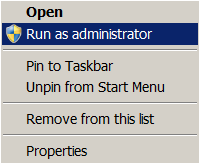 Open
Run as administrator
Pin to Taskbar
Unpin from Start Menu
Remove from this list
Properties